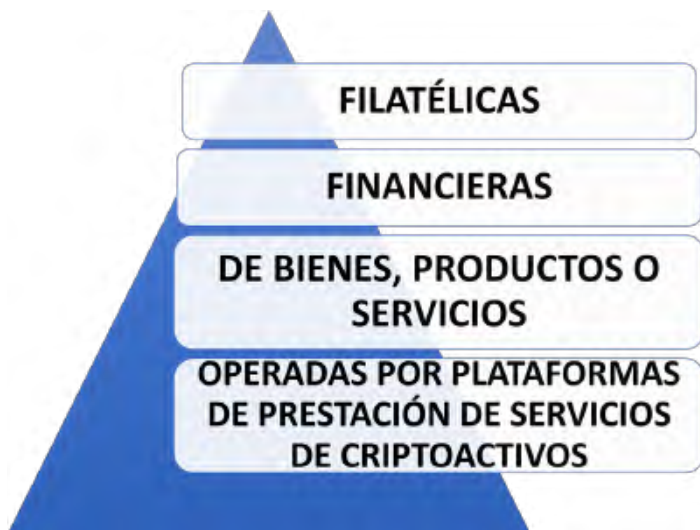 FILATÉLICAS
FINANCIERAS
DE BIENES, PRODUCTOS O
SERVICIOS
OPERADAS POR PLATAFORMAS
DE PRESTACIÓN DE SERVICIOS
DE CRIPTOACTIVOS